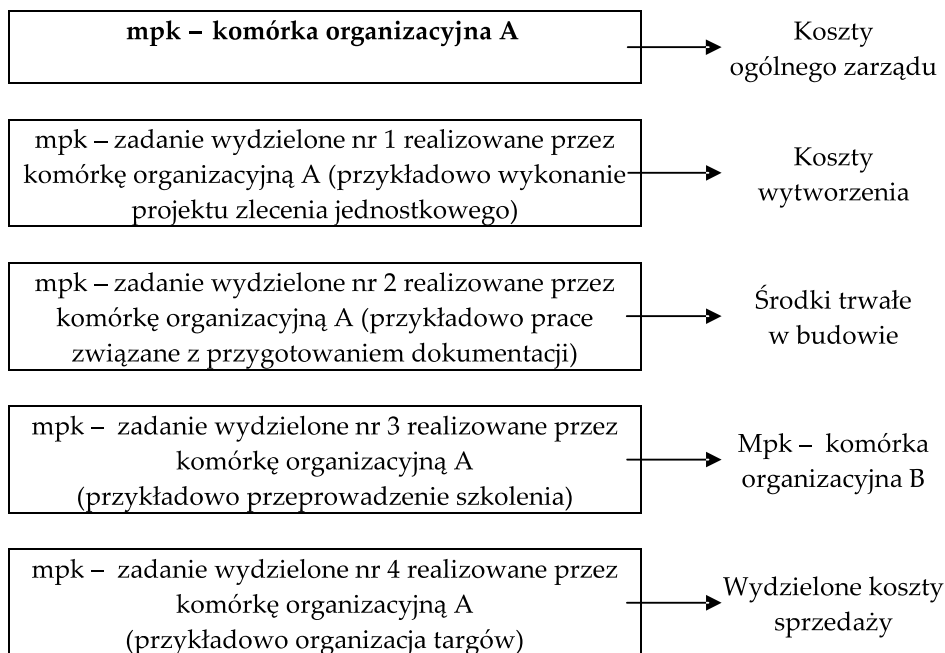 mpk – komórka organizacyjna A
Koszty
ogólnego zarządu
mpk – zadanie wydzielone nr 1 realizowane przez
komórkę organizacyjną A (przykładowo wykonanie
projektu zlecenia jednostkowego)
Koszty
wytworzenia
mpk – zadanie wydzielone nr 2 realizowane przez
komórkę organizacyjną A (przykładowo prace
związane z przygotowaniem dokumentacji)
Środki trwałe
w budowie
mpk – zadanie wydzielone nr 3 realizowane przez
komórkę organizacyjną A
(przykładowo przeprowadzenie szkolenia)
Mpk – komórka
organizacyjna B
mpk – zadanie wydzielone nr 4 realizowane przez
komórkę organizacyjną A
(przykładowo organizacja targów)
Wydzielone koszty
sprzedaży